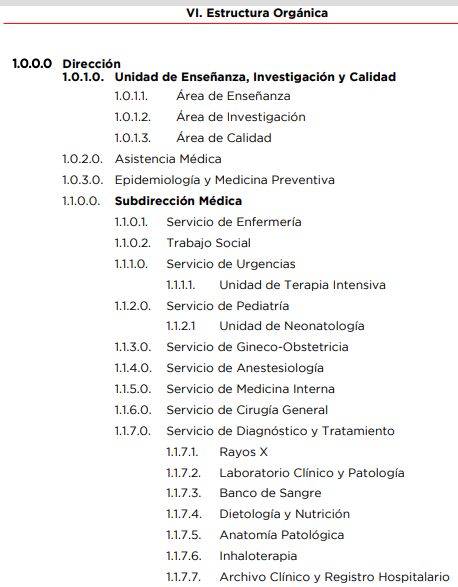 VI. Estructura Orgánica
1.0.0.0 Dirección
1.0.1.0. Unidad de Enseñanza, Investigación y Calidad
1.0.1.1. Área de Enseñanza
1.0.1.2. Área de Investigación
1.0.1.3. Área de Calidad
1.0.2.0. Asistencia Médica
1.0.3.0. Epidemiología y Medicina Preventiva
1.1.0.0. Subdirección Médica
1.1.0.1. Servicio de Enfermería
1.1.0.2. Trabajo Social
1.1.1.0. Servicio de Urgencias
1.1.1.1. Unidad de Terapia Intensiva
1.1.2.0. Servicio de Pediatría
1.1.2.1 Unidad de Neonatología
1.1.3.0. Servicio de Gineco-Obstetricia
1.1.4.0. Servicio de Anestesiología
1.1.5.0. Servicio de Medicina Interna
1.1.6.0. Servicio de Cirugía General
1.1.7.0. Servicio de Diagnóstico y Tratamiento
1.1.7.1. Rayos X
1.1.7.2. Laboratorio Clínico y Patología
1.1.7.3. Banco de Sangre
1.1.7.4. Dietología y Nutrición
1.1.7.5. Anatomía Patológica
1.1.7.6. Inhaloterapia
1.1.7.7. Archivo Clínico y Registro Hospitalario